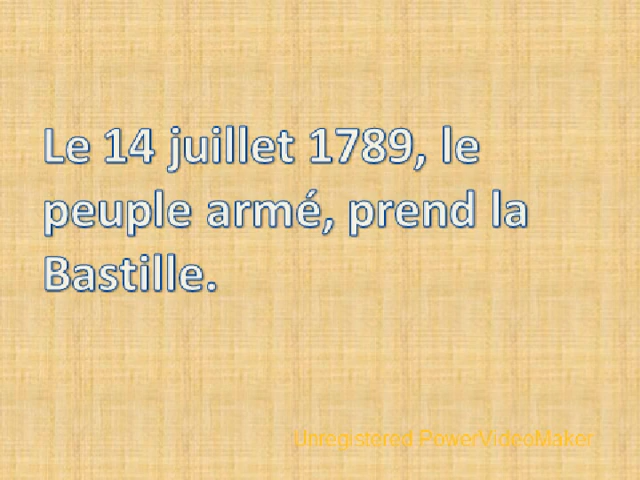 Le 14 juillet 1789, le
peuple armé, prend la
Bastille.
Unregistered PowerVideoMaker